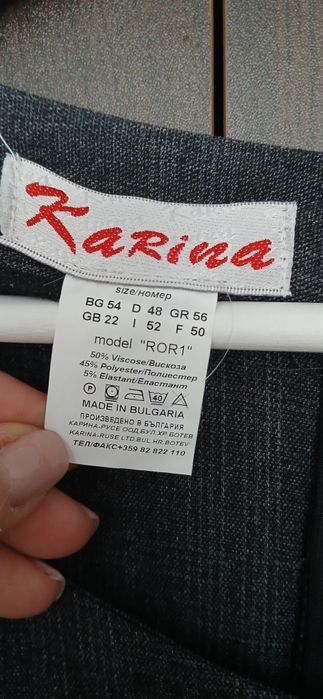 Karina
size/номер
BG 54 D 48 GR 56
GB 22 I 52 F 50
model "ROR1"
50% Viscose/Вискоза
45% Polyester/Полиестер
5% Elastant/Еластант
P 40
MADE IN BULGARIA
ПРОИЗВЕДЕНО В БЪЛГАРИЯ
КАРИНА-РУСЕ ООД,БУЛ.ХР.БОТЕВ
KARINA-RUSE LTD,BUL.HR.BOTEV
ТЕЛ/ФАКС+359 82 822 110